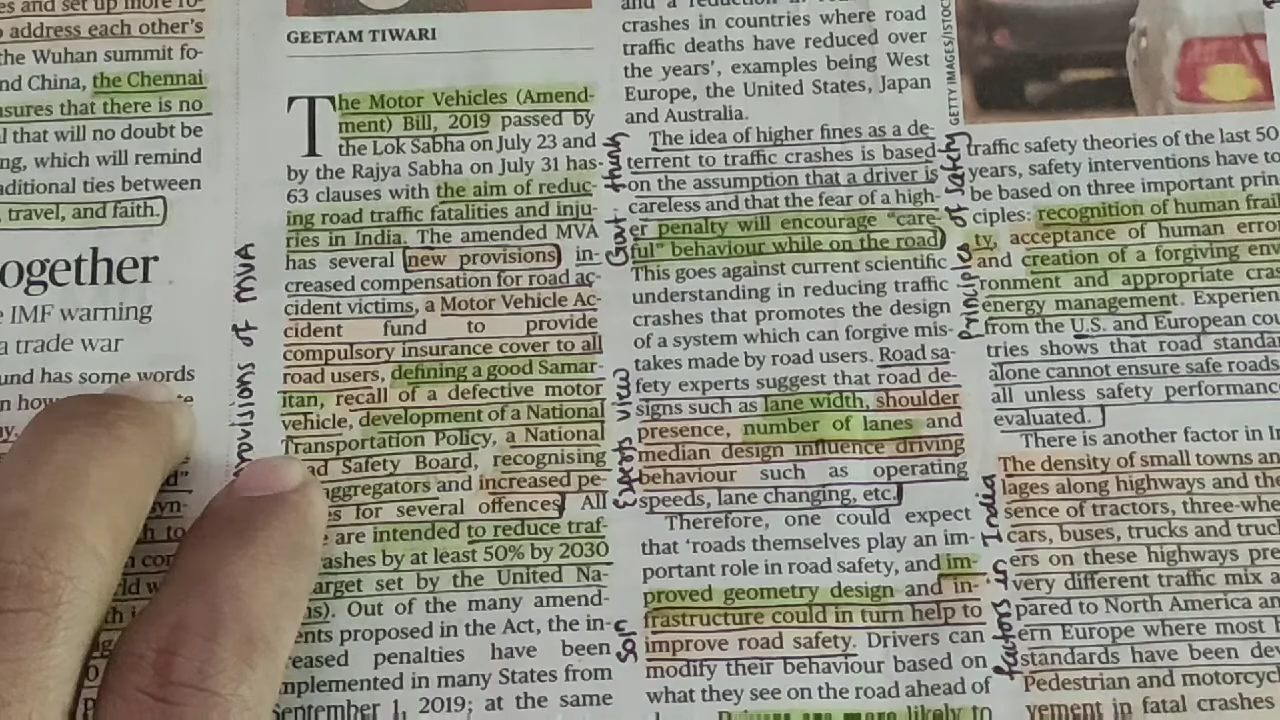 es and set up more
address each other's
the Wuhan summit fo-
nd China, the Chennai
sures that there is no
l that will no doubt be
ng, which will remind
aditional ties between
, travel, and faith.
ogether
IMF warning
a trade war
und has some words
provisions of MVA
GEETAM TIWARI
The Motor Vehicles (Amend-
ment) Bill, 2019 passed by
the Lok Sabha on July 23 and
by the Rajya Sabha on July 31 has
63 clauses with the aim of reduc-
ing road traffic fatalities and inju-
ries in India. The amended MVA
has several new provisions in-
creased compensation for road ac-
cident victims, a Motor Vehicle Ac-
cident fund to provide
compulsory insurance cover to all
road users, defining a good Samar-
itan, recall of a defective motor
vehicle, development of a National
Transportation Policy, a National
ad Safety Board, recognising
aggregators and increased pe-
s for several offences. All
are intended to reduce traf-
ashes by at least 50% by 2030
arget set by the United Na-
ns). Out of the many amend-
ents proposed in the Act, the in-
eased penalties have been
mplemented in many States from
September 1, 2019; at the same
Govt. thinks
Experts view
Soln
crashes in countries where road
traffic deaths have reduced over
the years', examples being West
Europe, the United States, Japan
and Australia.
The idea of higher fines as a de-
terrent to traffic crashes is based
on the assumption that a driver is
careless and that the fear of a high-
er penalty will encourage "care-
ful" behaviour while on the road
This goes against current scientific
understanding in reducing traffic
crashes that promotes the design
of a system which can forgive mis-
takes made by road users. Road sa-
fety experts suggest that road de-
signs such as lane width, shoulder
presence, number of lanes and
median design influence driving
behaviour such as operating
speeds, lane changing, etc.
Therefore, one could expect
that 'roads themselves play an im-
portant role in road safety, and im-
proved geometry design and in-
frastructure could in turn help to
improve road safety. Drivers can
modify their behaviour based on
what they see on the road ahead of
GETTY IMAGES/ISTOC
Principles of safety
Factors in India
traffic safety theories of the last 50
years, safety interventions have to
be based on three important prin
ciples: recognition of human frail
ty, acceptance of human erro
and creation of a forgiving env
ronment and appropriate cras
energy management. Experien
from the U.S. and European cou
tries shows that road standa
alone cannot ensure safe roads
all unless safety performanc
evaluated.
There is another factor in In
The density of small towns an
lages along highways and the
sence of tractors, three-whe
cars, buses, trucks and truc
ers on these highways pre
very different traffic mix a
pared to North America an
ern Europe where most h
standards have been dev
Pedestrian and motorcyc
vement in fatal crashes